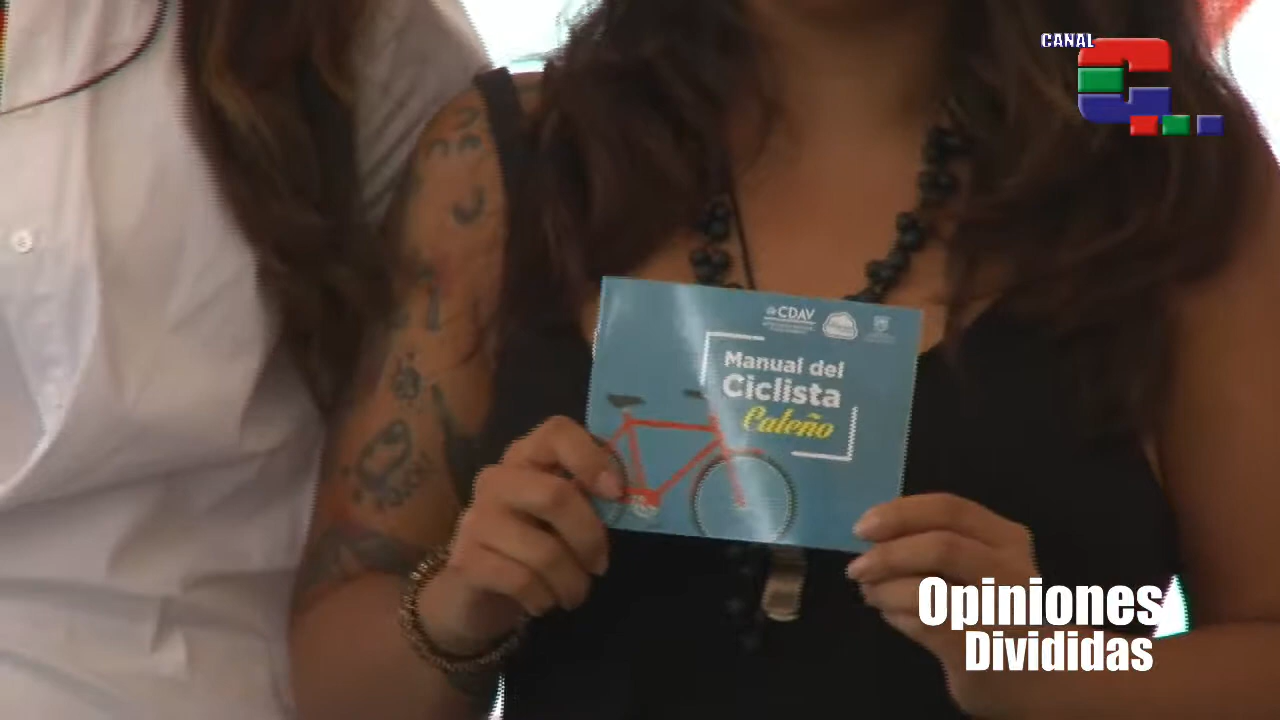 CANAL
CDAV
Manual del
Ciclista
Caleño
Opiniones
Divididas